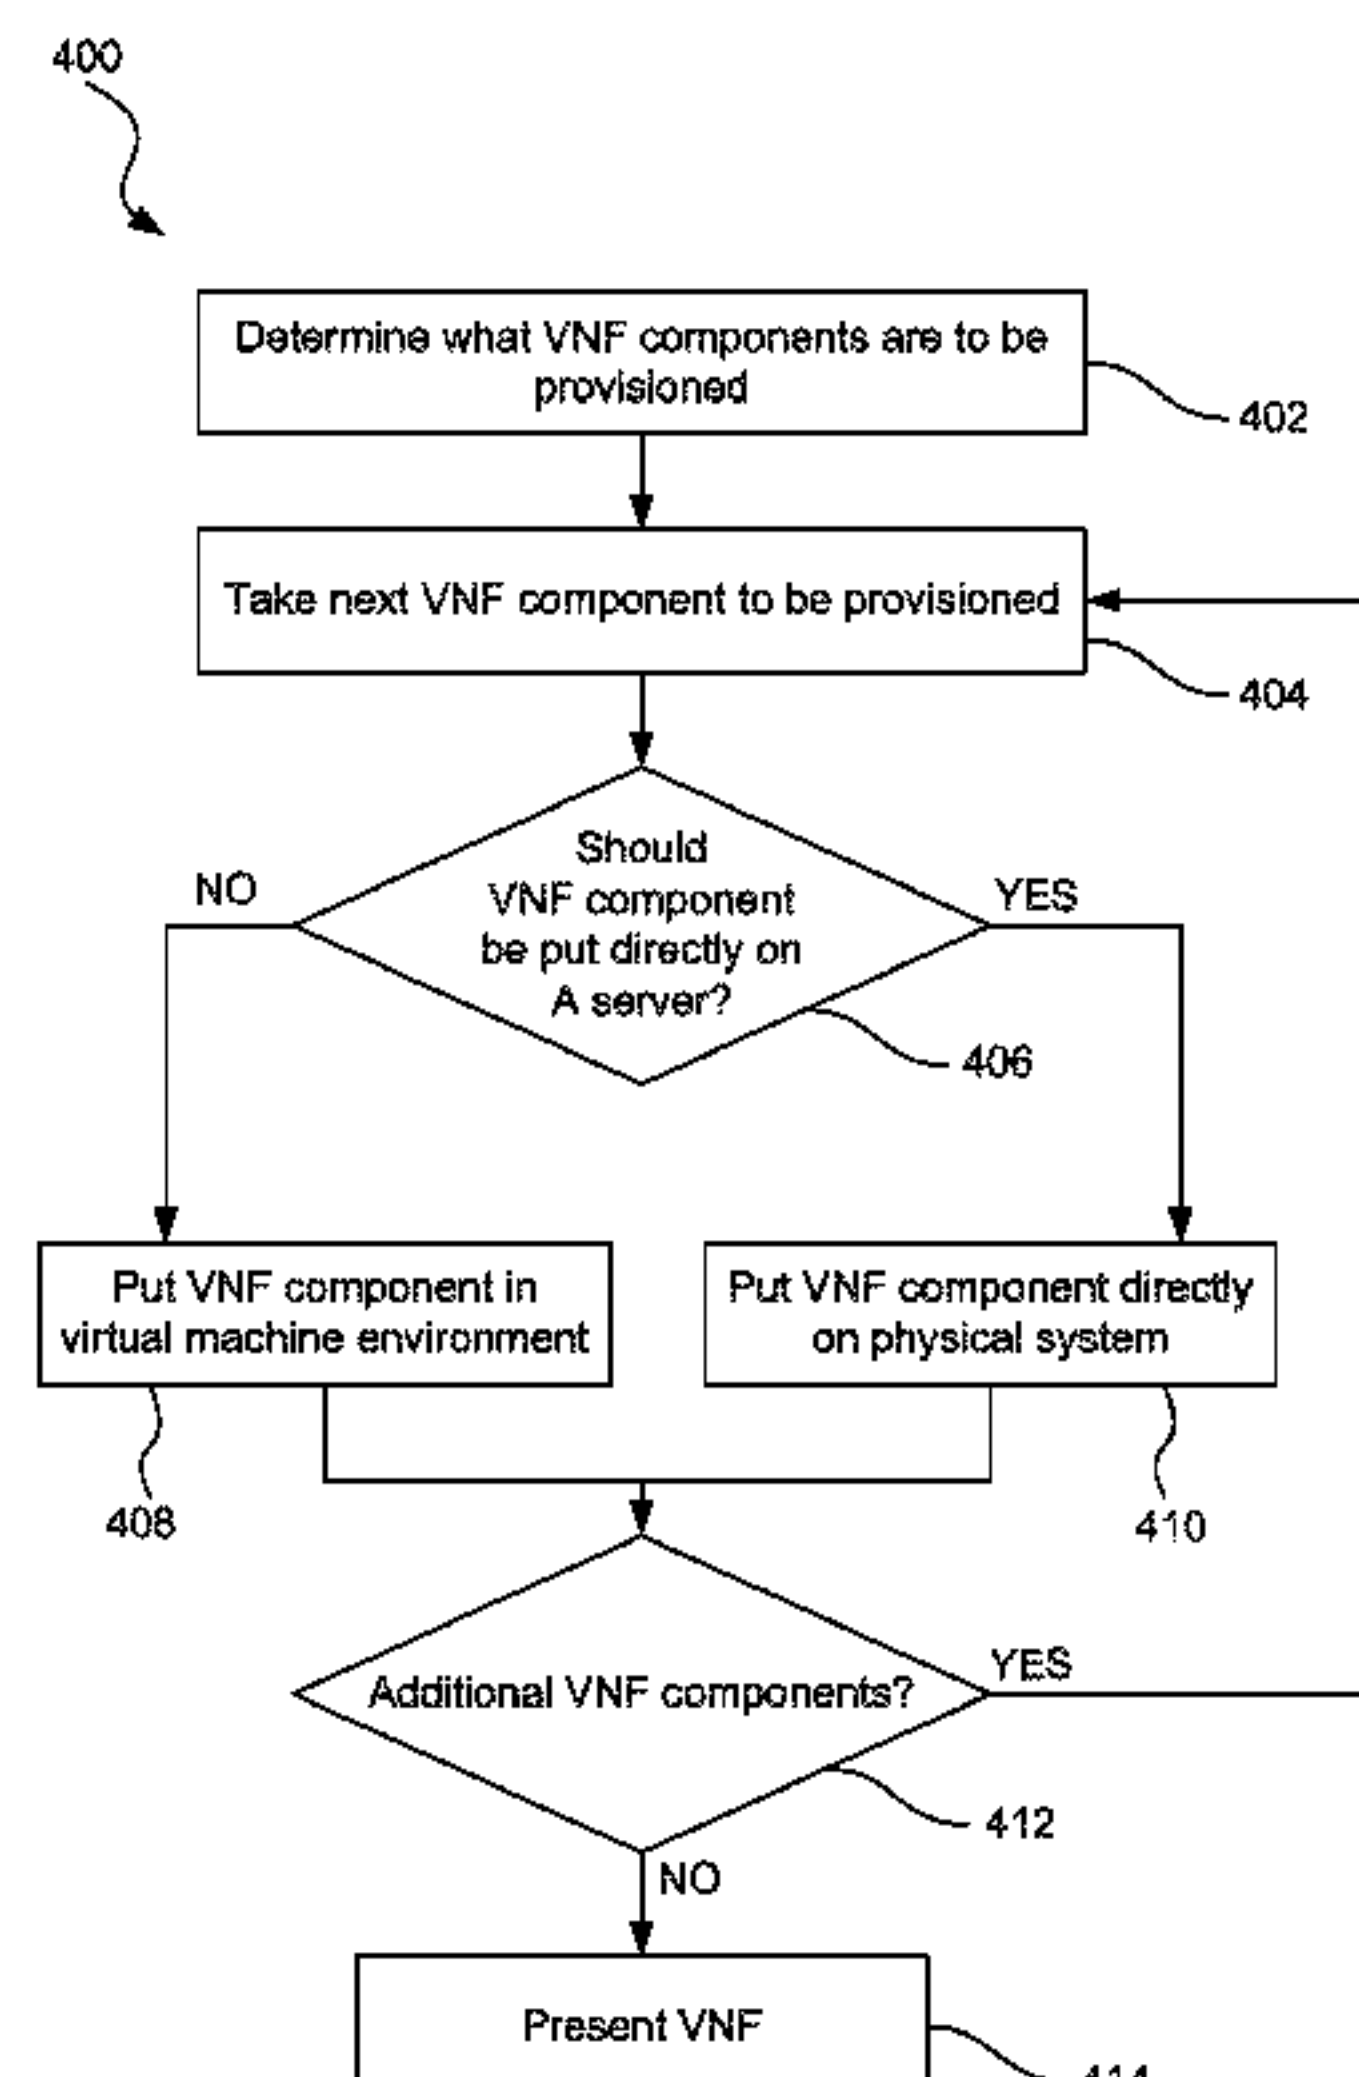 400
Determine what VNF components are to be
provisioned
402
Take next VNF component to be provisioned
404
Should
VNF component
be put directly on
A server?
NO
YES
406
Put VNF component in
virtual machine environment
Put VNF component directly
on physical system
408
410
Additional VNF components?
YES
412
NO
Present VNF